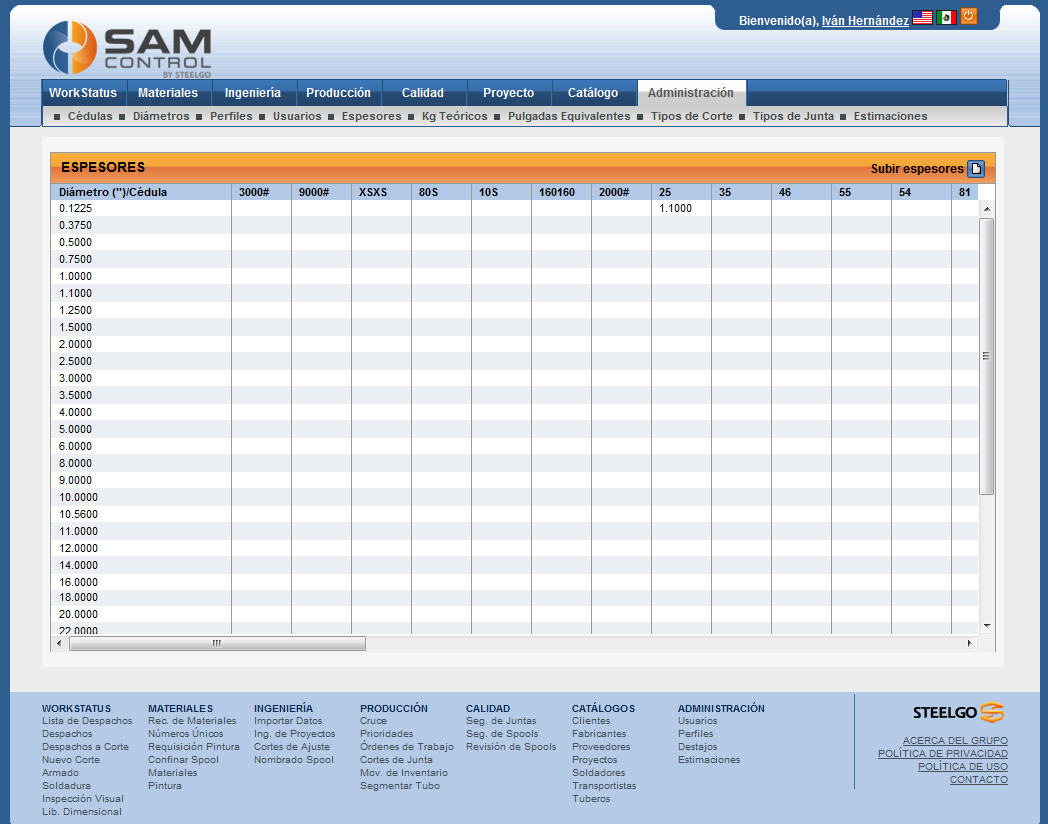 Bienvenido(a), Iván Hernández
SAM
CONTROL
BY STEELGO
WorkStatus Materiales Ingeniería Producción Calidad Proyecto Catálogo Administración
Cédulas Diámetros Perfiles Usuarios Espesores Kg Teóricos Pulgadas Equivalentes Tipos de Corte Tipos de Junta Estimaciones
ESPESORES Subir espesores
Diámetro (")/Cédula 3000# 9000# XSXS 80S 10S 160160 2000# 25 35 46 55 54 81
0.1225 1.1000
0.3750
0.5000
0.7500
1.0000
1.1000
1.2500
1.5000
2.0000
2.5000
3.0000
3.5000
4.0000
5.0000
6.0000
8.0000
9.0000
10.0000
10.5600
11.0000
12.0000
14.0000
16.0000
18.0000
20.0000
22.0000
WORKSTATUS
Lista de Despachos
Despachos
Despachos a Corte
Nuevo Corte
Armado
Soldadura
Inspección Visual
Lib. Dimensional
MATERIALES
Rec. de Materiales
Números Únicos
Requisición Pintura
Confinar Spool
Materiales
Pintura
INGENIERÍA
Importar Datos
Ing. de Proyectos
Cortes de Ajuste
Nombrado Spool
PRODUCCIÓN
Cruce
Prioridades
Órdenes de Trabajo
Cortes de Junta
Mov. de Inventario
Segmentar Tubo
CALIDAD
Seg. de Juntas
Seg. de Spools
Revisión de Spools
CATÁLOGOS
Clientes
Fabricantes
Proveedores
Proyectos
Soldadores
Transportistas
Tuberos
ADMINISTRACIÓN
Usuarios
Perfiles
Destajos
Estimaciones
STEELGO
ACERCA DEL GRUPO
POLÍTICA DE PRIVACIDAD
POLÍTICA DE USO
CONTACTO